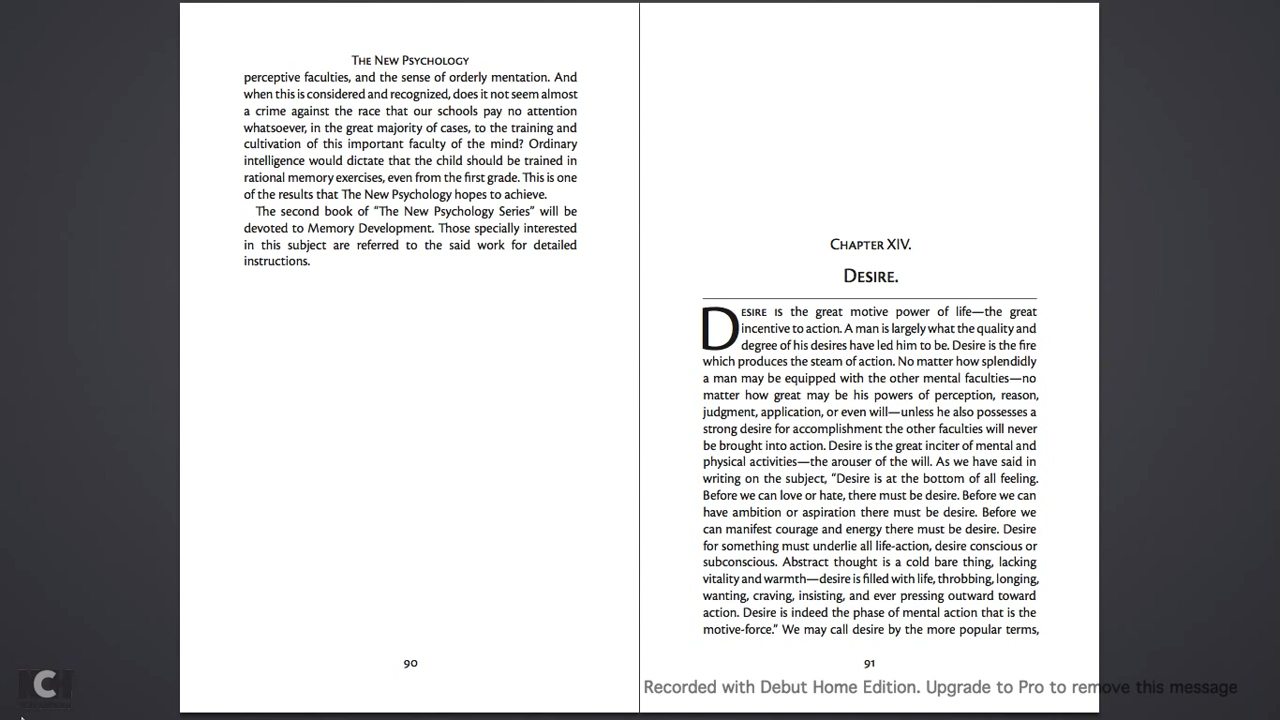 The New Psychology
perceptive faculties, and the sense of orderly mentation. And
when this is considered and recognized, does it not seem almost
a crime against the race that our schools pay no attention
whatsoever, in the great majority of cases, to the training and
cultivation of this important faculty of the mind? Ordinary
intelligence would dictate that the child should be trained in
rational memory exercises, even from the first grade. This is one
of the results that The New Psychology hopes to achieve.
The second book of “The New Psychology Series” will be
devoted to Memory Development. Those specially interested
in this subject are referred to the said work for detailed
instructions.
90
Chapter XIV.
Desire.
Desire is the great motive power of life—the great
incentive to action. A man is largely what the quality and
degree of his desires have led him to be. Desire is the fire
which produces the steam of action. No matter how splendidly
a man may be equipped with the other mental faculties—no
matter how great may be his powers of perception, reason,
judgment, application, or even will—unless he also possesses a
strong desire for accomplishment the other faculties will never
be brought into action. Desire is the great inciter of mental and
physical activities—the arouser of the will. As we have said in
writing on the subject, “Desire is at the bottom of all feeling.
Before we can love or hate, there must be desire. Before we can
have ambition or aspiration there must be desire. Before we
can manifest courage and energy there must be desire. Desire
for something must underlie all life-action, desire conscious or
subconscious. Abstract thought is a cold bare thing, lacking
vitality and warmth—desire is filled with life, throbbing, longing,
wanting, craving, insisting, and ever pressing outward toward
action. Desire is indeed the phase of mental action that is the
motive-force.” We may call desire by the more popular terms,
91
Recorded with Debut Home Edition. Upgrade to Pro to remove this message